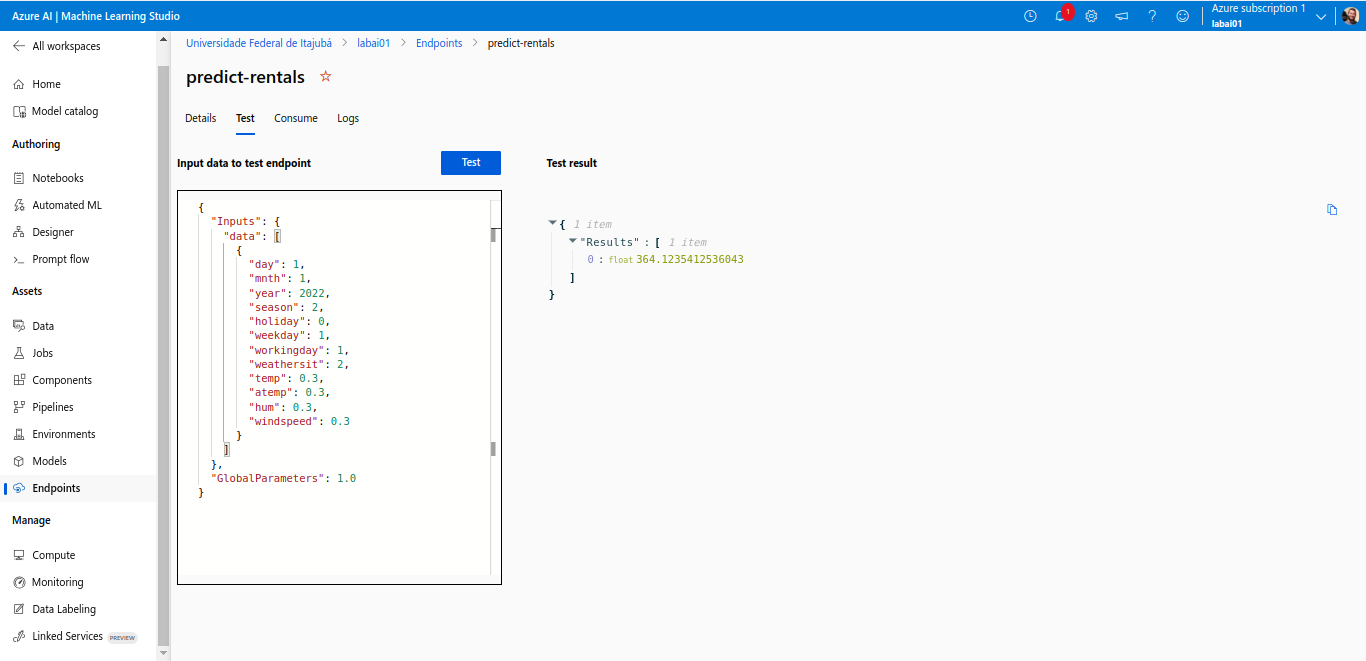 Azure AI | Machine Learning Studio
1
Azure subscription 1
labai01
All workspaces
Home
Model catalog
Authoring
Notebooks
Automated ML
Designer
Prompt flow
Assets
Data
Jobs
Components
Pipelines
Environments
Models
Endpoints
Manage
Compute
Monitoring
Data Labeling
Linked Services PREVIEW
Universidade Federal de Itajubá > labai01 > Endpoints > predict-rentals
predict-rentals
Details Test Consume Logs
Input data to test endpoint
Test
{
"Inputs": {
"data": [
{
"day": 1,
"mnth": 1,
"year": 2022,
"season": 2,
"holiday": 0,
"weekday": 1,
"workingday": 1,
"weathersit": 2,
"temp": 0.3,
"atemp": 0.3,
"hum": 0.3,
"windspeed": 0.3
}
]
},
"GlobalParameters": 1.0
}
Test result
{ 1 item
"Results" : [ 1 item
0 : float 364.1235412536043
]
}